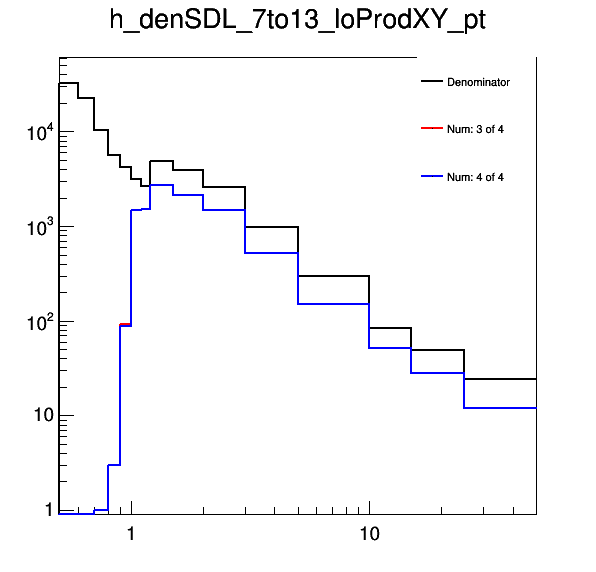 h_denSDL_7to13_loProdXY_pt
Denominator
Num: 3 of 4
Num: 4 of 4
10^4
10^3
10^2
10
1
1 10